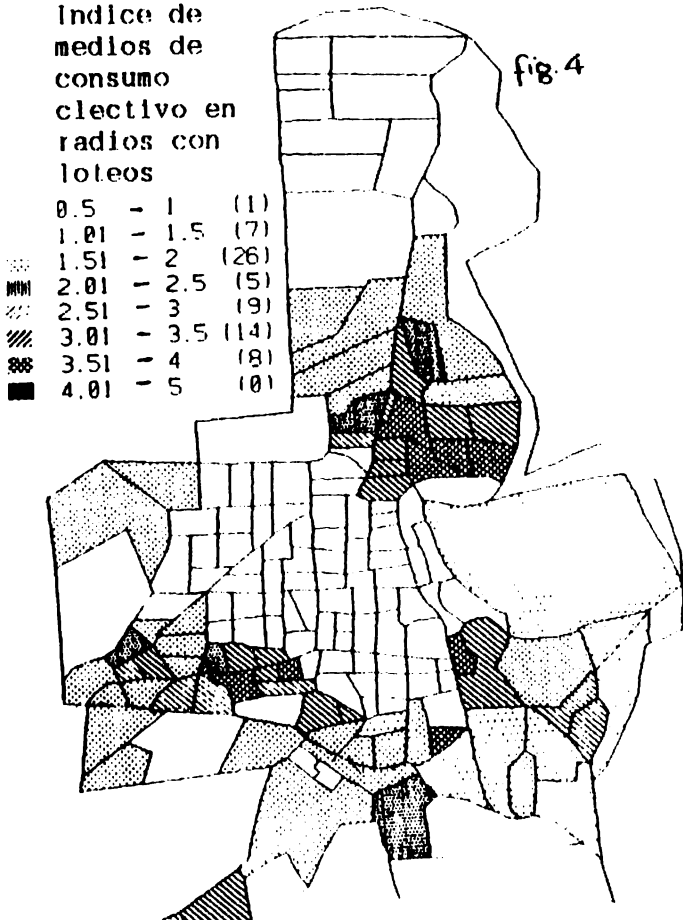 Indice de
medios de
consumo
clectivo en
radios con
loteos
fig. 4
0.5 - 1 (1)
1.01 - 1.5 (7)
1.51 - 2 (26)
2.01 - 2.5 (5)
2.51 - 3 (9)
3.01 - 3.5 (14)
3.51 - 4 (8)
4.01 - 5 (0)